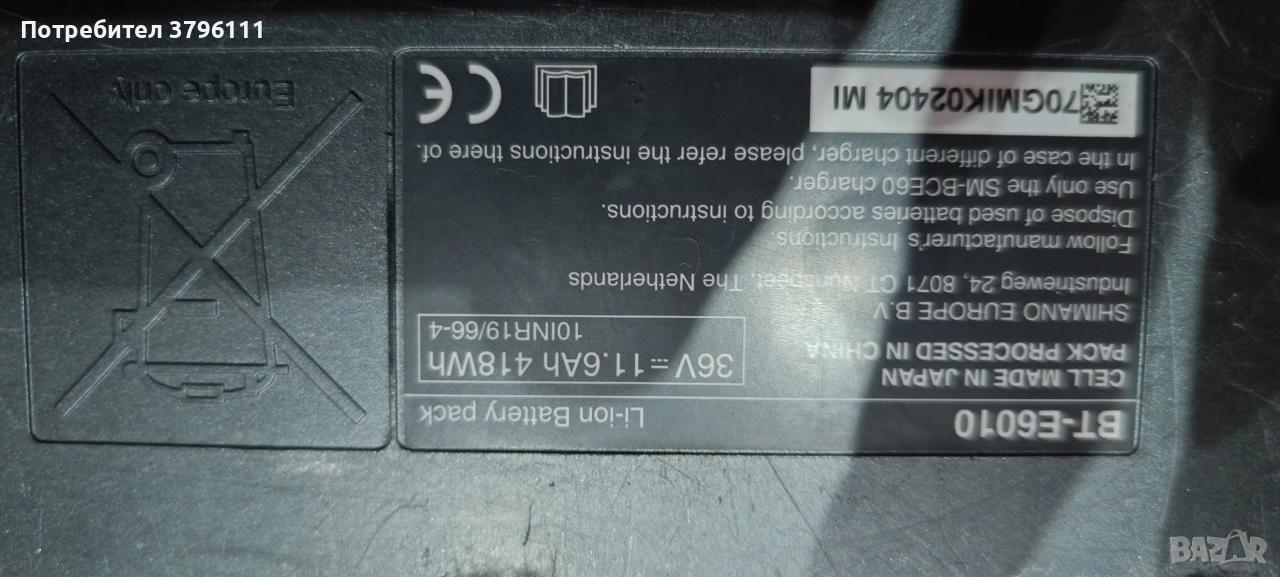 Потребител 3796111
BT-E6010
Li-ion Battery pack
CELL MADE IN JAPAN
PACK PROCESSED IN CHINA
36V 11.6Ah 418Wh
10INR19/66-4
SHIMANO EUROPE B.V
Industrieweg 24, 8071 CT Nunspeet, The Netherlands
Follow manufacturer's Instructions.
Dispose of used batteries according to instructions.
Use only the SM-BCE60 charger.
In the case of different charger, please refer the instructions there of.
70GMIK02404 MI
CE
Europe only
BAZAR